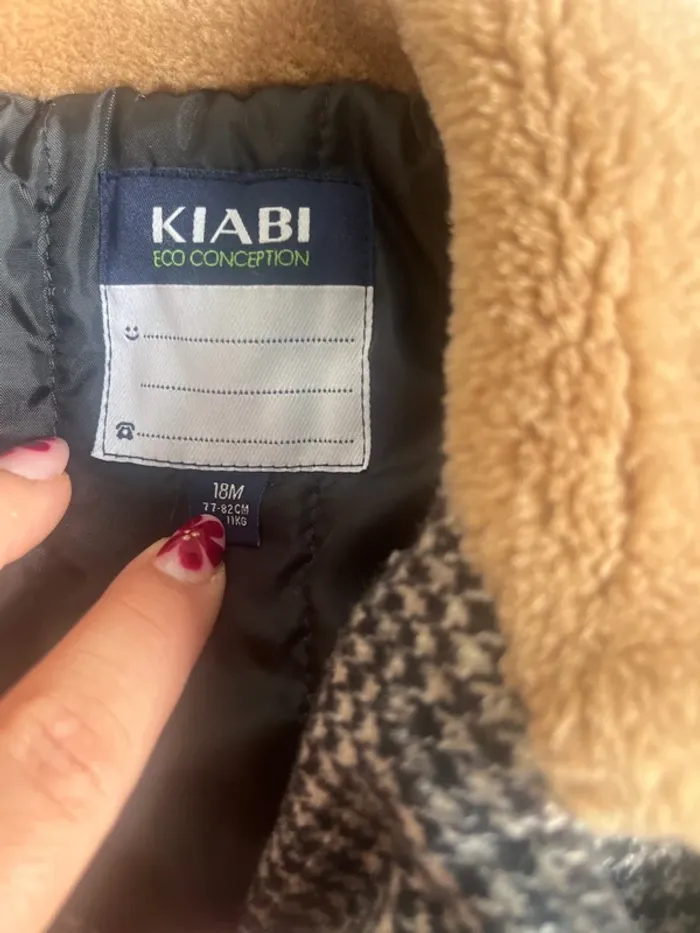 KIABI
ECO CONCEPTION
18M
77-82CM
11KG